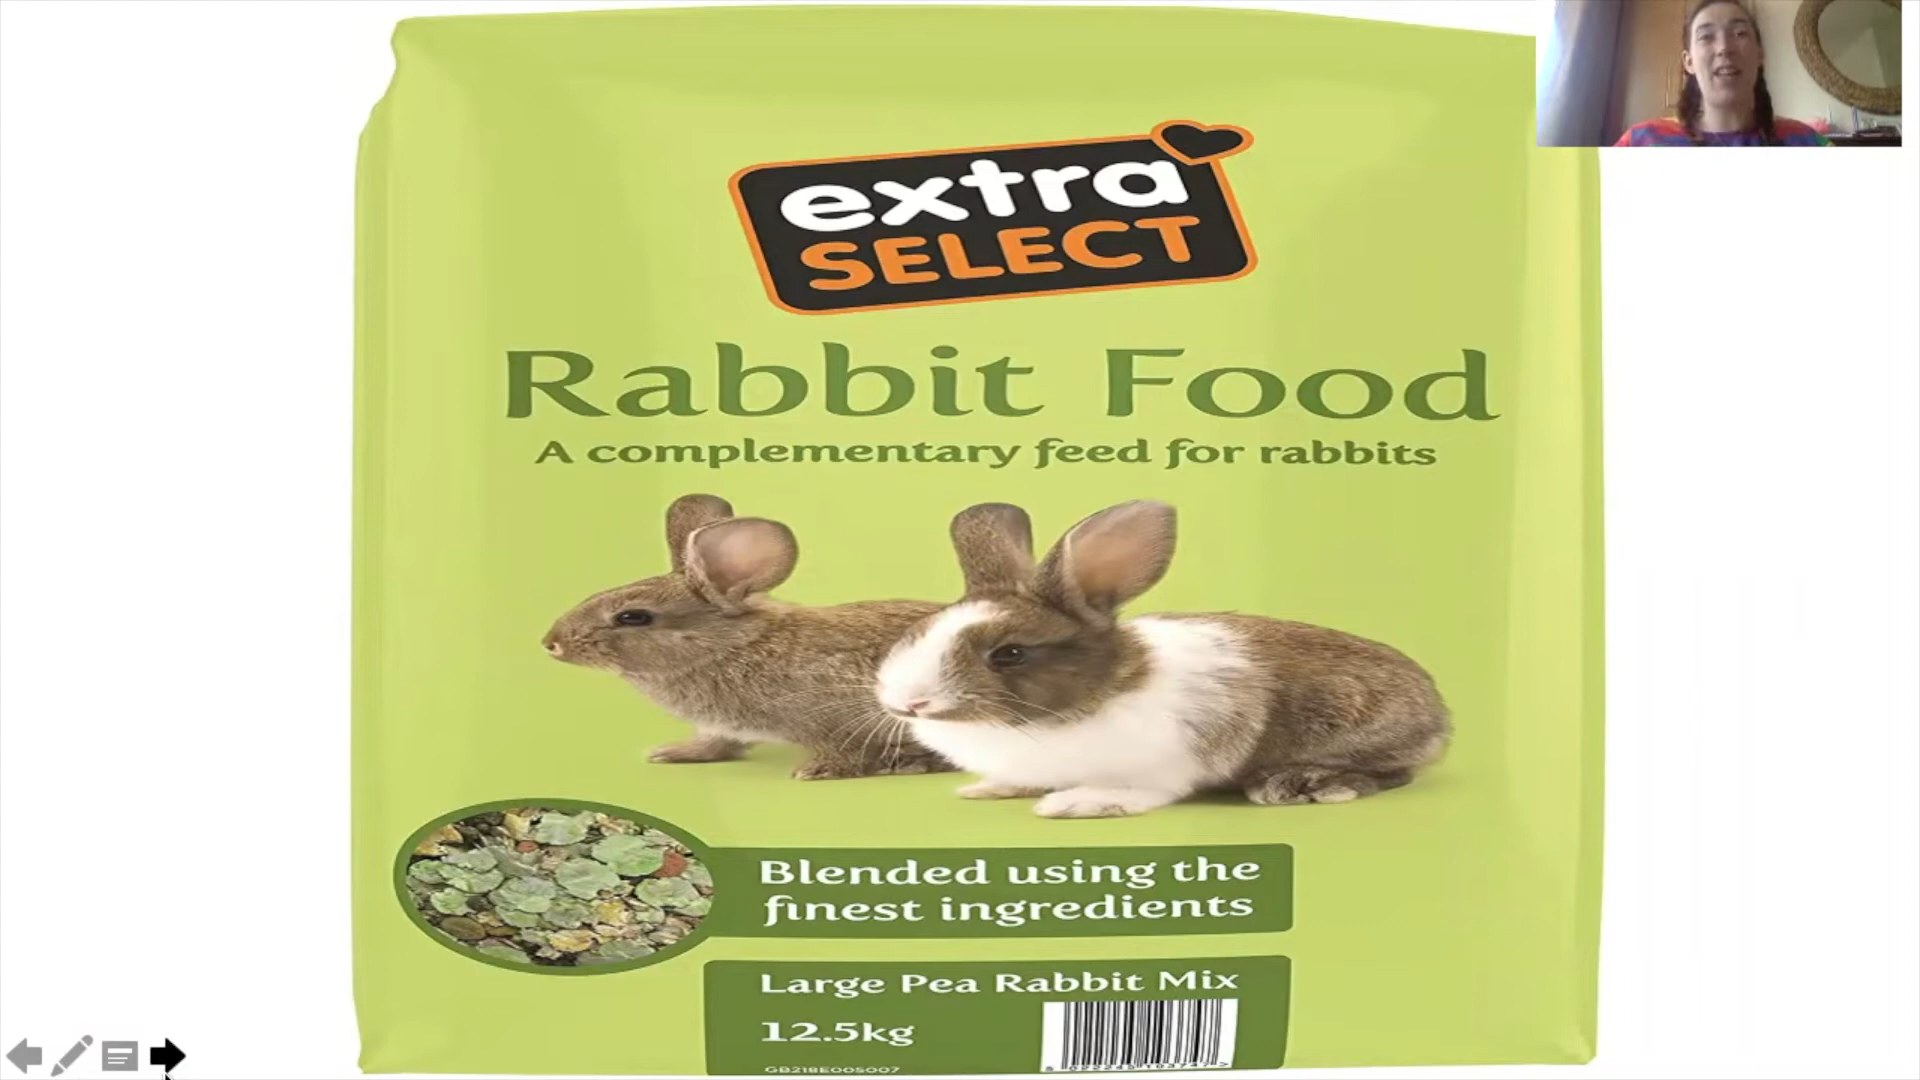 extra
SELECT
Rabbit Food
A complementary feed for rabbits
Blended using the
finest ingredients
Large Pea Rabbit Mix
12.5kg
GB218E005007